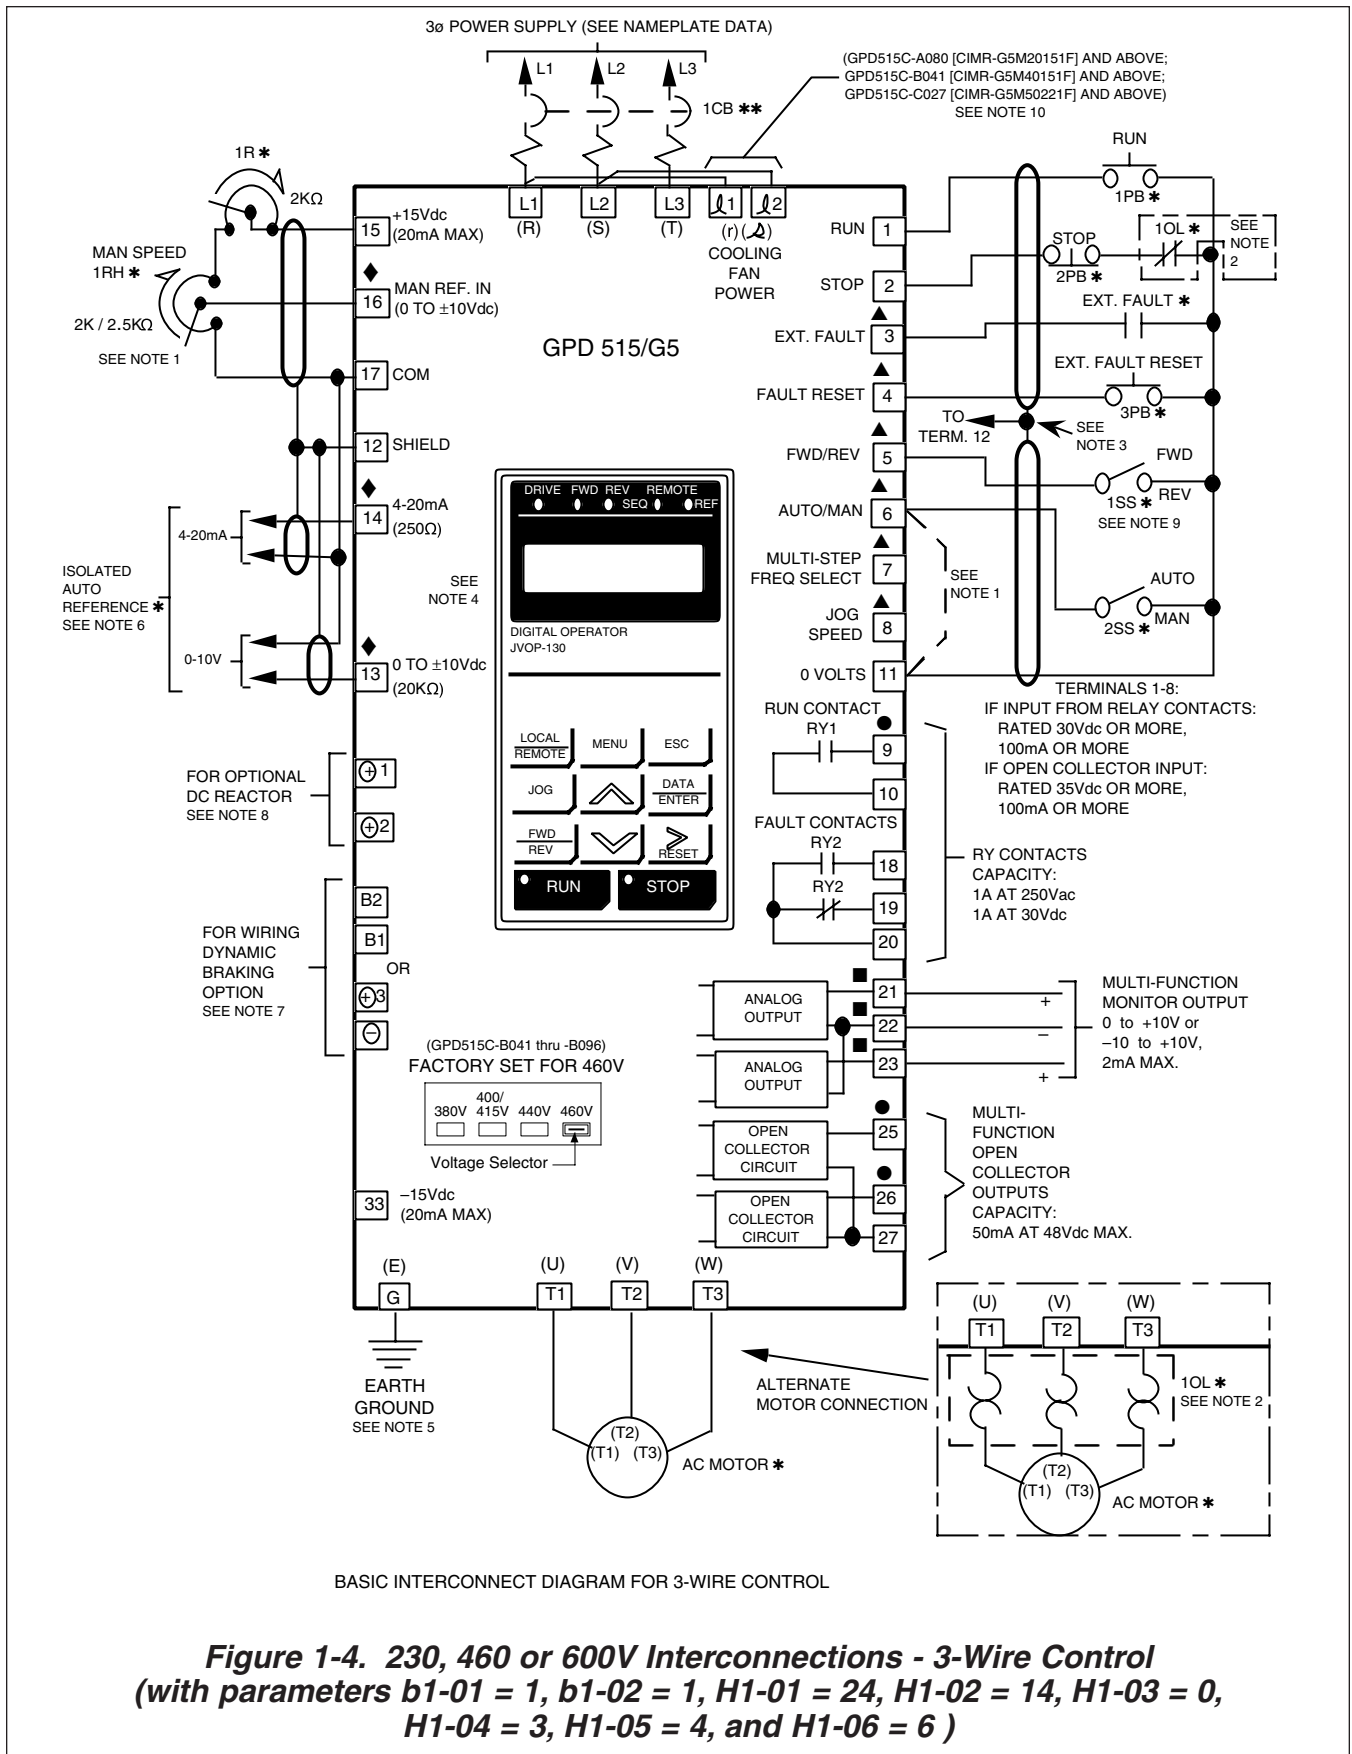 3ø POWER SUPPLY (SEE NAMEPLATE DATA)
L1
L2
L3
1CB ✱✱
(GPD515C-A080 [CIMR-G5M20151F] AND ABOVE;
GPD515C-B041 [CIMR-G5M40151F] AND ABOVE;
GPD515C-C027 [CIMR-G5M50221F] AND ABOVE)
SEE NOTE 10
L1
L2
L3
ℓ1
ℓ2
(R)
(S)
(T)
(r)
COOLING
FAN
POWER
1R ✱
2KΩ
MAN SPEED
1RH ✱
2K / 2.5KΩ
SEE NOTE 1
15
+15Vdc
(20mA MAX)
16
MAN REF. IN
(0 TO ±10Vdc)
17
COM
12
SHIELD
14
4-20mA
(250Ω)
13
0 TO ±10Vdc
(20KΩ)
4-20mA
0-10V
ISOLATED
AUTO
REFERENCE ✱
SEE NOTE 6
GPD 515/G5
SEE
NOTE 4
DRIVE FWD REV REMOTE
SEQ REF
DIGITAL OPERATOR
JVOP-130
LOCAL
REMOTE
MENU
ESC
JOG
DATA
ENTER
FWD
REV
RESET
RUN
STOP
RUN
1
STOP
2
EXT. FAULT
3
FAULT RESET
4
FWD/REV
5
AUTO/MAN
6
MULTI-STEP
FREQ SELECT
7
JOG
SPEED
8
0 VOLTS
11
RUN
1PB ✱
STOP
2PB ✱
1OL ✱
SEE
NOTE
2
EXT. FAULT ✱
EXT. FAULT RESET
3PB ✱
TO
TERM. 12
SEE
NOTE 3
FWD
REV
1SS ✱
SEE NOTE 9
SEE
NOTE 1
AUTO
MAN
2SS ✱
TERMINALS 1-8:
IF INPUT FROM RELAY CONTACTS:
RATED 30Vdc OR MORE,
100mA OR MORE
IF OPEN COLLECTOR INPUT:
RATED 35Vdc OR MORE,
100mA OR MORE
RUN CONTACT
RY1
9
10
FAULT CONTACTS
RY2
18
RY2
19
20
RY CONTACTS
CAPACITY:
1A AT 250Vac
1A AT 30Vdc
FOR OPTIONAL
DC REACTOR
SEE NOTE 8
⊕1
⊕2
FOR WIRING
DYNAMIC
BRAKING
OPTION
SEE NOTE 7
B2
B1
OR
⊕3
⊖
ANALOG
OUTPUT
ANALOG
OUTPUT
21
22
23
+
–
+
MULTI-FUNCTION
MONITOR OUTPUT
0 to +10V or
–10 to +10V,
2mA MAX.
(GPD515C-B041 thru -B096)
FACTORY SET FOR 460V
380V
400/
415V
440V
460V
Voltage Selector
OPEN
COLLECTOR
CIRCUIT
OPEN
COLLECTOR
CIRCUIT
25
26
27
MULTI-
FUNCTION
OPEN
COLLECTOR
OUTPUTS
CAPACITY:
50mA AT 48Vdc MAX.
33
–15Vdc
(20mA MAX)
(E)
G
EARTH
GROUND
SEE NOTE 5
(U)
(V)
(W)
T1
T2
T3
(T2)
(T1) (T3)
AC MOTOR ✱
ALTERNATE
MOTOR CONNECTION
(U)
(V)
(W)
T1
T2
T3
1OL ✱
SEE NOTE 2
(T2)
(T1) (T3)
AC MOTOR ✱
BASIC INTERCONNECT DIAGRAM FOR 3-WIRE CONTROL
Figure 1-4. 230, 460 or 600V Interconnections - 3-Wire Control
(with parameters b1-01 = 1, b1-02 = 1, H1-01 = 24, H1-02 = 14, H1-03 = 0,
H1-04 = 3, H1-05 = 4, and H1-06 = 6 )